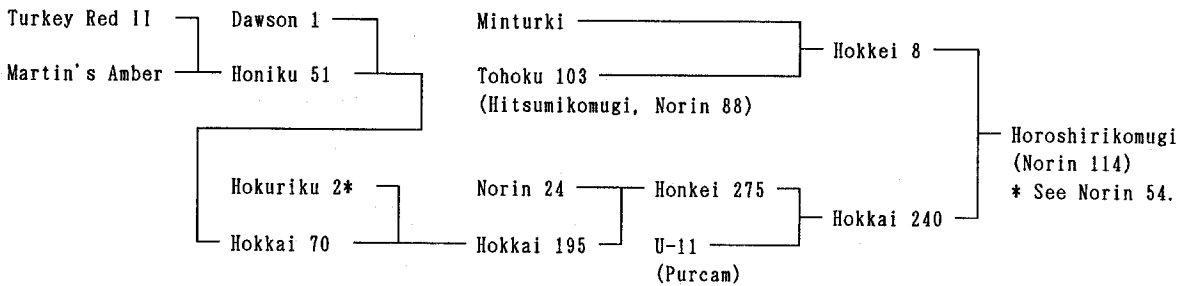 Turkey Red II
Dawson 1
Minturki
Hokkei 8
Martin's Amber
Honiku 51
Tohoku 103
(Hitsumikomugi, Norin 88)
Horoshirikomugi
(Norin 114)
* See Norin 54.
Hokuriku 2*
Norin 24
Honkei 275
Hokkai 240
Hokkai 70
Hokkai 195
U-11
(Purcam)